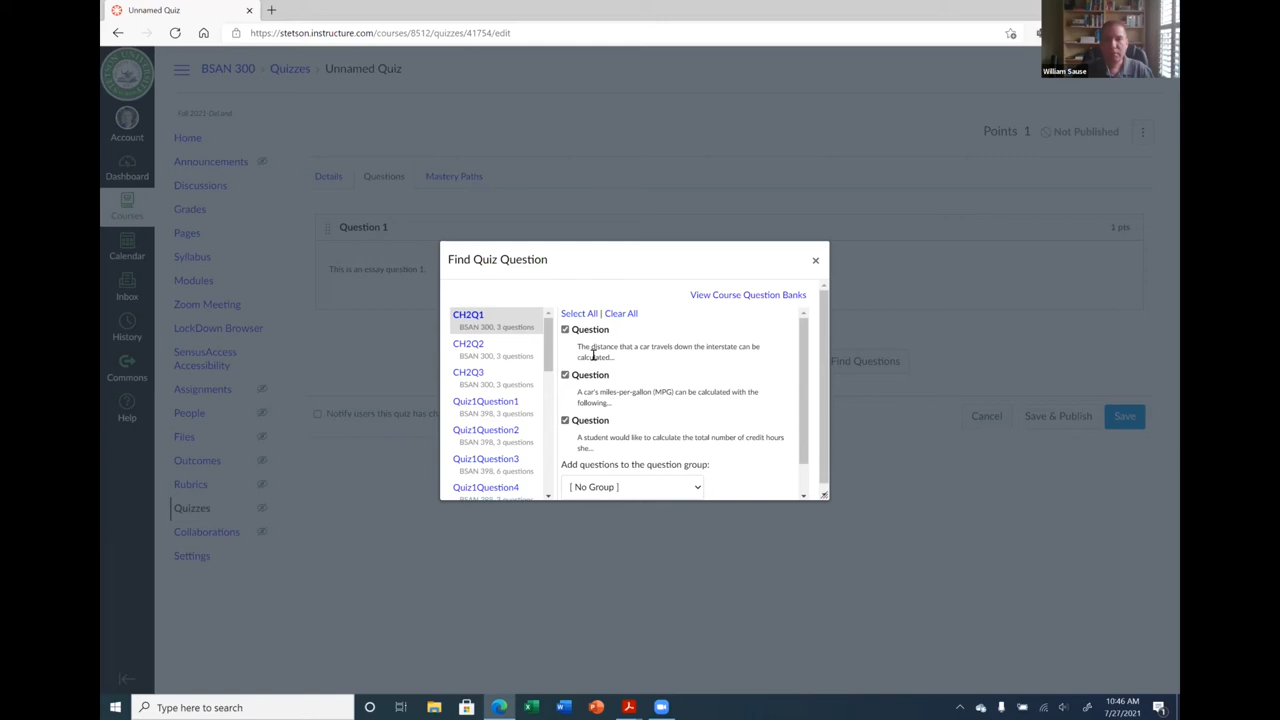 Unnamed Quiz
https://stetson.instructure.com/courses/8512/quizzes/41754/edit
William Sause
BSAN 300 › Quizzes › Unnamed Quiz
Account
Dashboard
Courses
Calendar
Inbox
History
Commons
Help
Fall 2021-DeLand
Home
Announcements
Discussions
Grades
Pages
Syllabus
Modules
Zoom Meeting
LockDown Browser
SensusAccess
Accessibility
Assignments
People
Files
Outcomes
Rubrics
Quizzes
Collaborations
Settings
Points 1 Not Published
Details Questions Mastery Paths
Question 1 1 pts
This is an essay question 1.
Find Questions
Notify users this quiz has ch
Cancel Save & Publish Save
Find Quiz Question ×
View Course Question Banks
CH2Q1
BSAN 300, 3 questions
CH2Q2
BSAN 300, 3 questions
CH2Q3
BSAN 300, 3 questions
Quiz1Question1
BSAN 398, 3 questions
Quiz1Question2
BSAN 398, 3 questions
Quiz1Question3
BSAN 398, 6 questions
Quiz1Question4
Select All | Clear All
Question
The distance that a car travels down the interstate can be
calculated...
Question
A car's miles-per-gallon (MPG) can be calculated with the
following...
Question
A student would like to calculate the total number of credit hours
she...
Add questions to the question group:
[ No Group ]
Type here to search
10:46 AM
7/27/2021